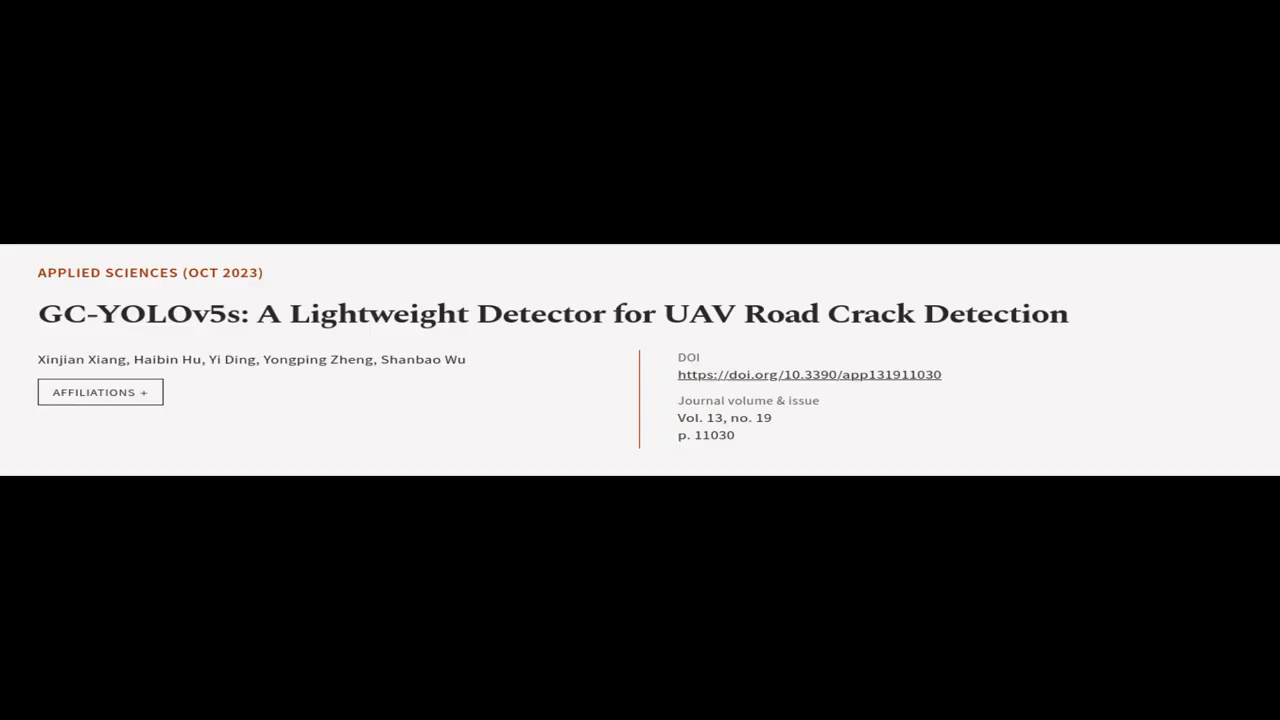 APPLIED SCIENCES (OCT 2023)
GC-YOLOv5s: A Lightweight Detector for UAV Road Crack Detection
Xinjian Xiang, Haibin Hu, Yi Ding, Yongping Zheng, Shanbao Wu
AFFILIATIONS +
DOI
https://doi.org/10.3390/app131911030
Journal volume & issue
Vol. 13, no. 19
p. 11030